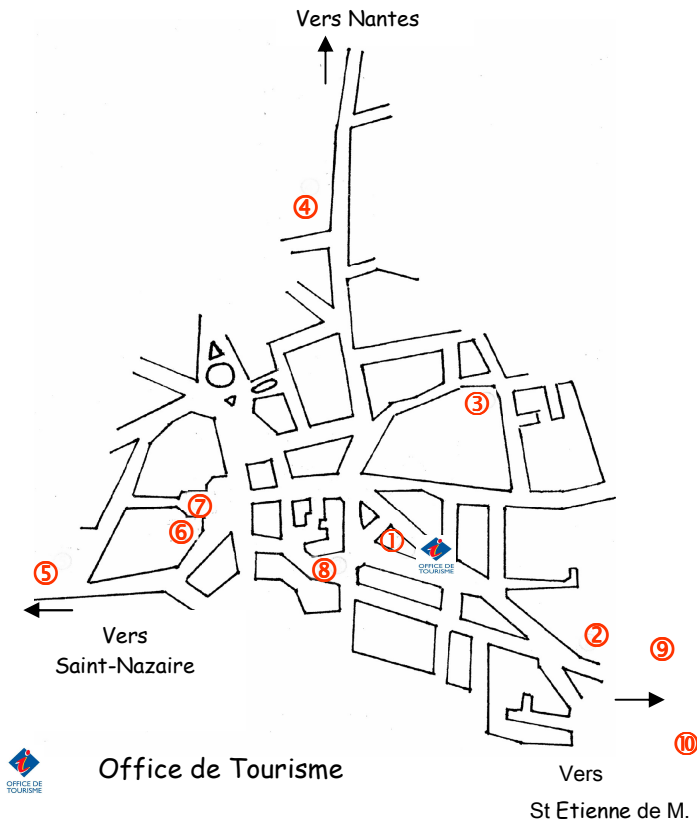 Vers Nantes
④
③
⑦
⑥
①
OFFICE DE
TOURISME
⑤
⑧
②
⑨
Vers
Saint-Nazaire
⑩
OFFICE DE
TOURISME
Office de Tourisme
Vers
St Etienne de M.